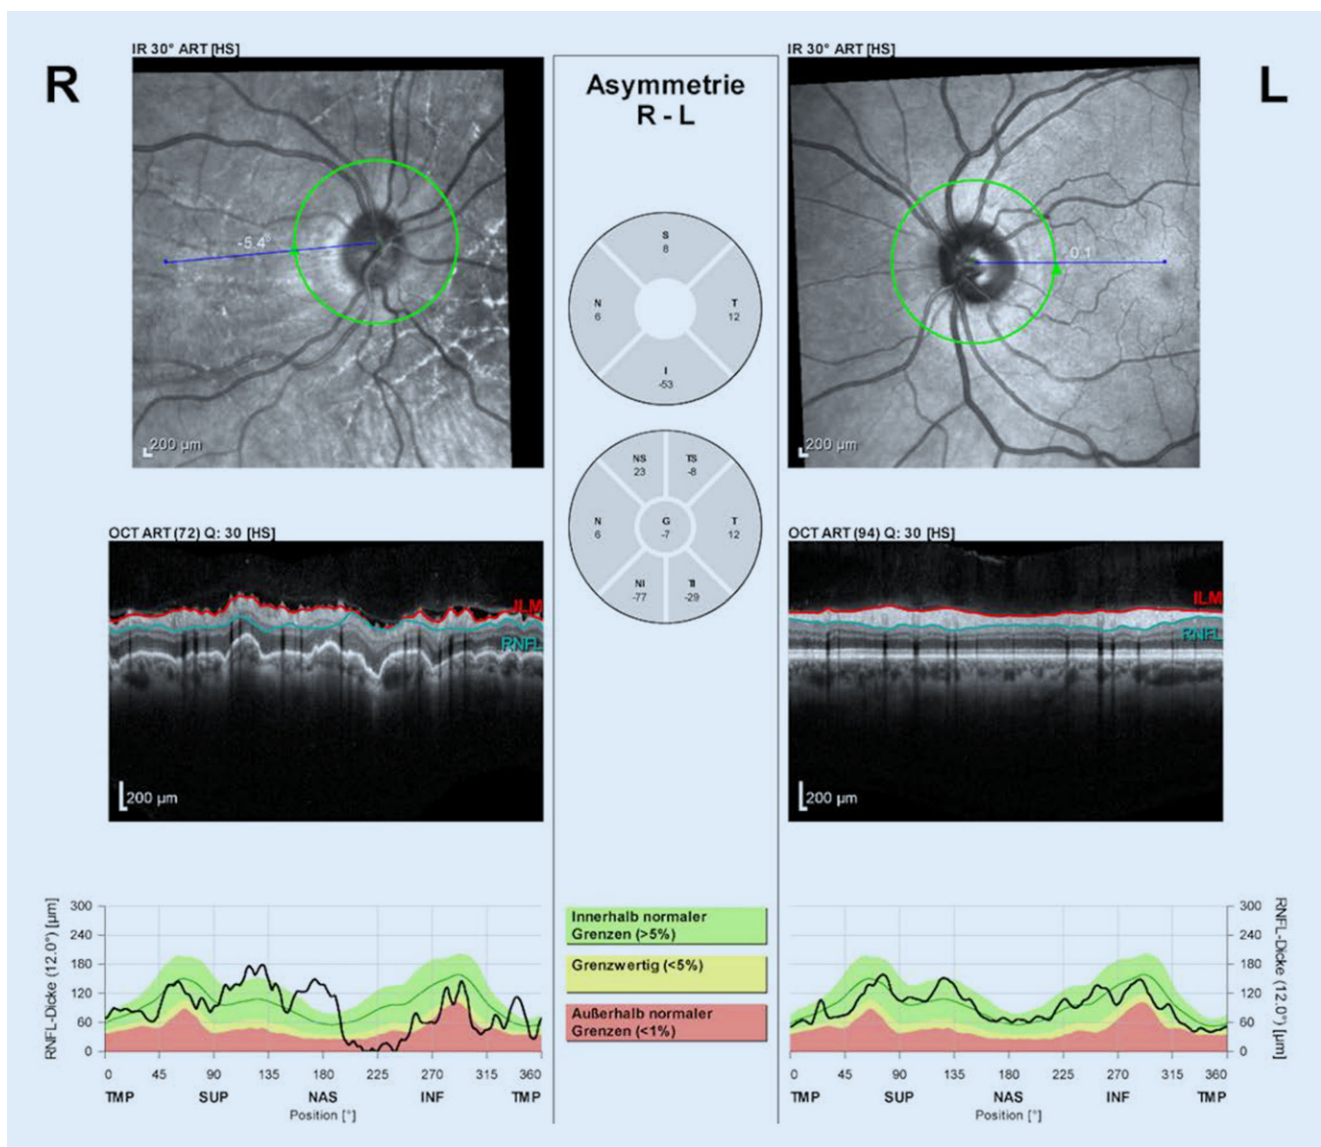 IR 30° ART [HS]
R
-5.4°
200 µm
Asymmetrie
R - L
S
8
N
6
T
12
I
-53
NS
23
TS
-8
N
6
G
-7
T
12
NI
-77
TI
-29
IR 30° ART [HS]
L
-0.1
200 µm
OCT ART (72) Q: 30 [HS]
ILM
RNFL
200 µm
OCT ART (94) Q: 30 [HS]
ILM
RNFL
200 µm
RNFL-Dicke (12.0°) [µm]
300
240
180
120
60
0
0 45 90 135 180 225 270 315 360
TMP SUP NAS INF TMP
Position [°]
Innerhalb normaler
Grenzen (>5%)
Grenzwertig (<5%)
Außerhalb normaler
Grenzen (<1%)
0 45 90 135 180 225 270 315 360
TMP SUP NAS INF TMP
Position [°]
300
240
180
120
60
0
RNFL-Dicke (12.0°) [µm]